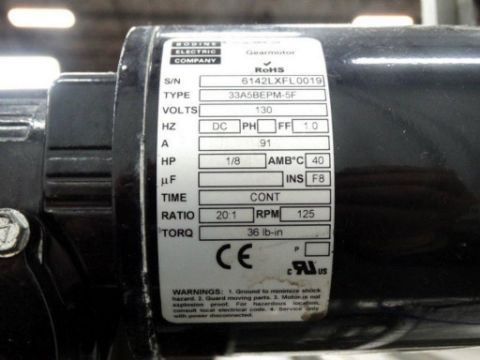 BODINE
ELECTRIC
COMPANY
Gearmotor
RoHS
S/N 6142LXFL0019
TYPE 33A5BEPM-5F
VOLTS 130
HZ DC PH FF 1.0
A .91
HP 1/8 AMB°C 40
µF INS F8
TIME CONT
RATIO 20:1 RPM 125
TORQ 36 lb-in
P
CE
c US
WARNINGS: 1. Ground to minimize shock
hazard. 2. Guard moving parts. 3. Motor is not
explosion proof. For hazardous location,
consult local electrical code. 4. Service only
with power disconnected.